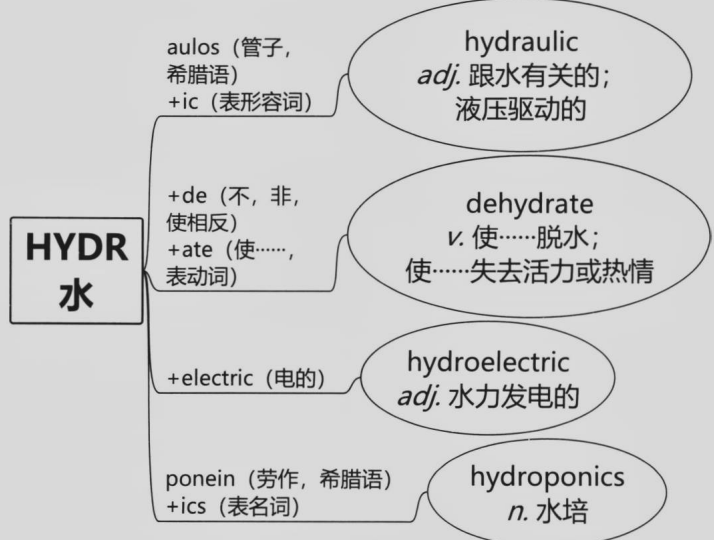 HYDR
水
aulos（管子，
希腊语）
+ic（表形容词）
hydraulic
adj. 跟水有关的；
液压驱动的
+de（不，非，
使相反）
+ate（使……，
表动词）
dehydrate
v. 使……脱水；
使……失去活力或热情
+electric（电的）
hydroelectric
adj. 水力发电的
ponein（劳作，希腊语）
+ics（表名词）
hydroponics
n. 水培